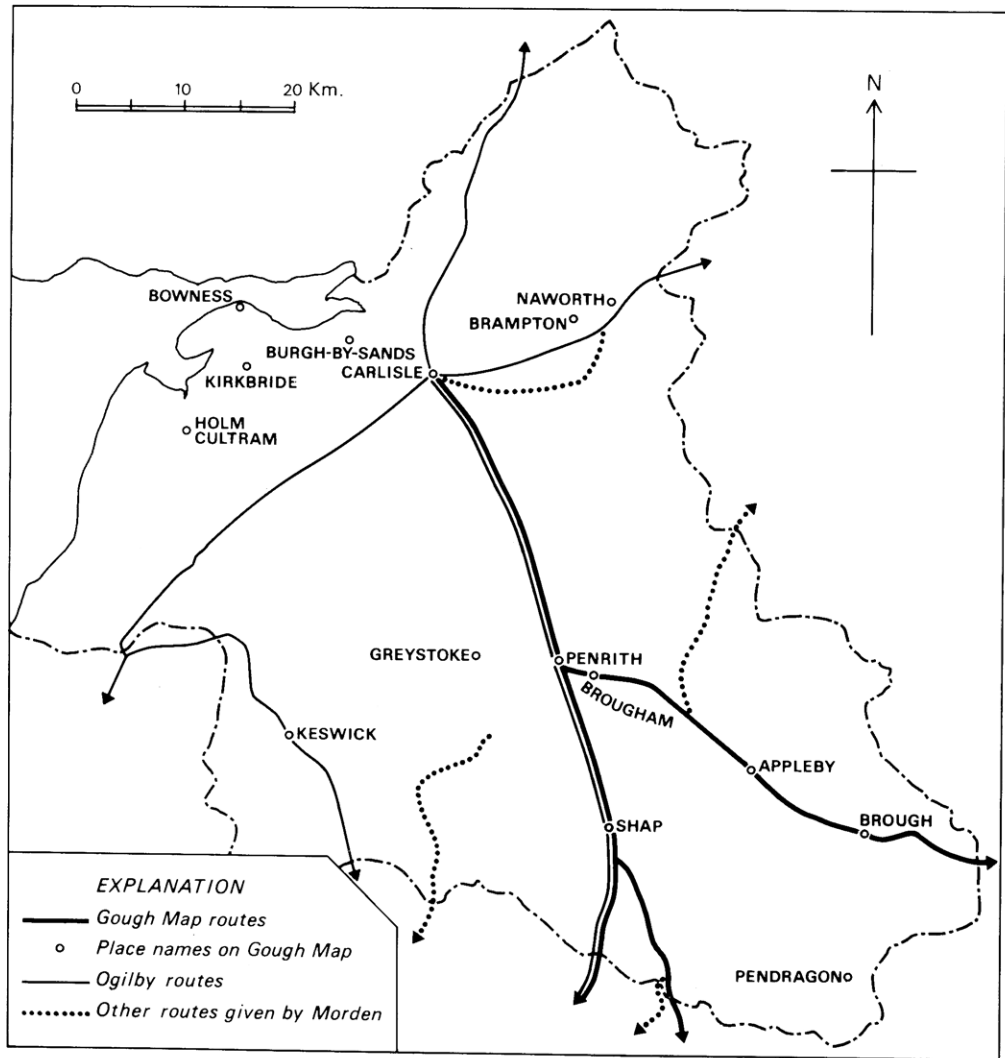 0 10 20 Km.
N
BOWNESS
NAWORTH
BRAMPTON
BURGH-BY-SANDS
CARLISLE
KIRKBRIDE
HOLM
CULTRAM
GREYSTOKE
PENRITH
BROUGHAM
KESWICK
APPLEBY
SHAP
BROUGH
PENDRAGON
EXPLANATION
Gough Map routes
Place names on Gough Map
Ogilby routes
Other routes given by Morden